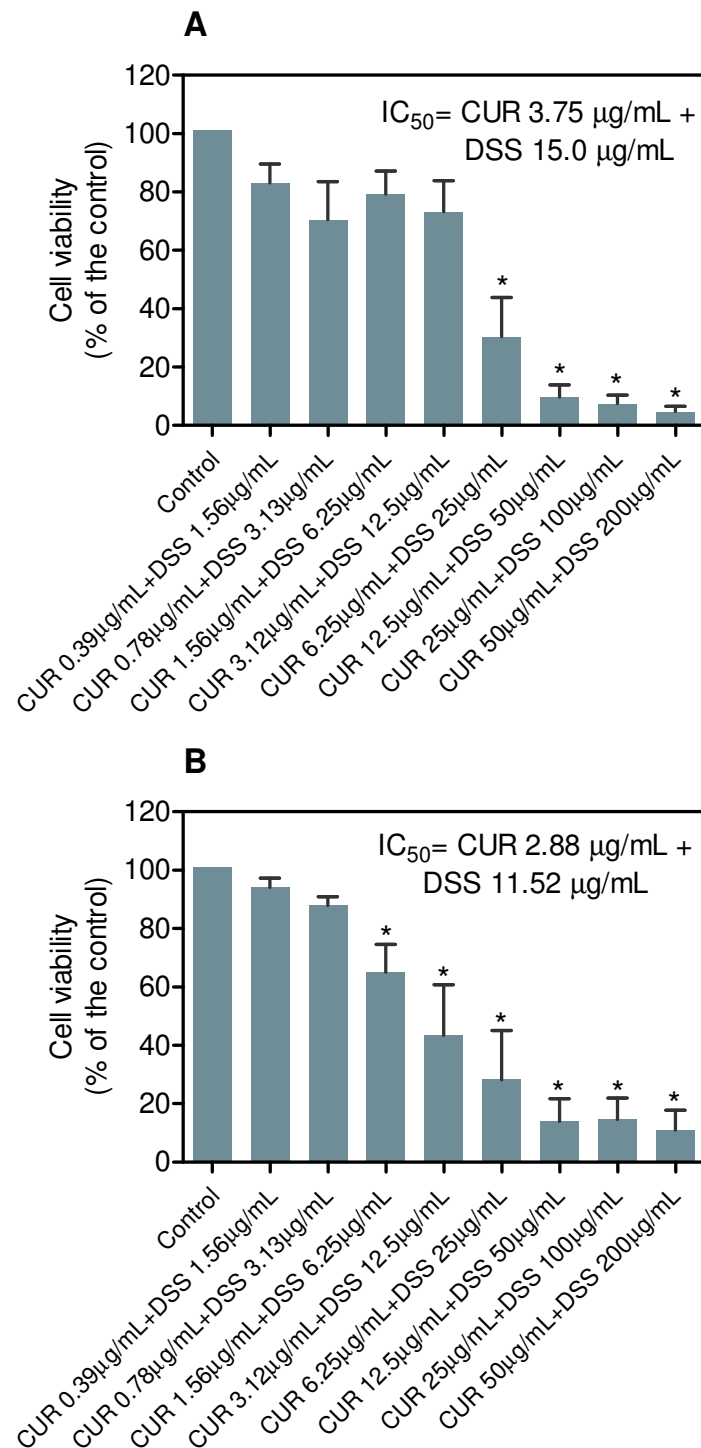 A
120
100
80
60
40
20
0
Cell viability
(% of the control)
IC50= CUR 3.75 μg/mL +
DSS 15.0 μg/mL
*
*
*
*
Control
CUR 0.39μg/mL+DSS 1.56μg/mL
CUR 0.78μg/mL+DSS 3.13μg/mL
CUR 1.56μg/mL+DSS 6.25μg/mL
CUR 3.12μg/mL+DSS 12.5μg/mL
CUR 6.25μg/mL+DSS 25μg/mL
CUR 12.5μg/mL+DSS 50μg/mL
CUR 25μg/mL+DSS 100μg/mL
CUR 50μg/mL+DSS 200μg/mL
B
120
100
80
60
40
20
0
Cell viability
(% of the control)
IC50= CUR 2.88 μg/mL +
DSS 11.52 μg/mL
*
*
*
*
*
*
Control
CUR 0.39μg/mL+DSS 1.56μg/mL
CUR 0.78μg/mL+DSS 3.13μg/mL
CUR 1.56μg/mL+DSS 6.25μg/mL
CUR 3.12μg/mL+DSS 12.5μg/mL
CUR 6.25μg/mL+DSS 25μg/mL
CUR 12.5μg/mL+DSS 50μg/mL
CUR 25μg/mL+DSS 100μg/mL
CUR 50μg/mL+DSS 200μg/mL